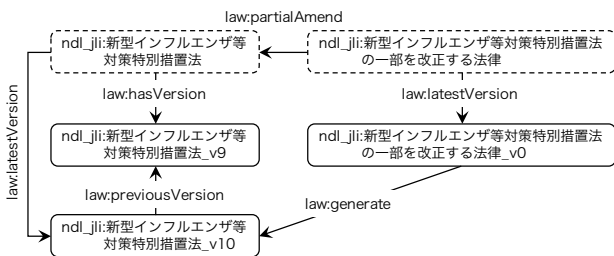 law:partialAmend
ndl_jli:新型インフルエンザ等
対策特別措置法
ndl_jli:新型インフルエンザ等対策特別措置法
の一部を改正する法律
law:hasVersion
law:latestVersion
law:latestVersion
ndl_jli:新型インフルエンザ等
対策特別措置法_v9
ndl_jli:新型インフルエンザ等対策特別措置法
の一部を改正する法律_v0
law:previousVersion
law:generate
ndl_jli:新型インフルエンザ等
対策特別措置法_v10